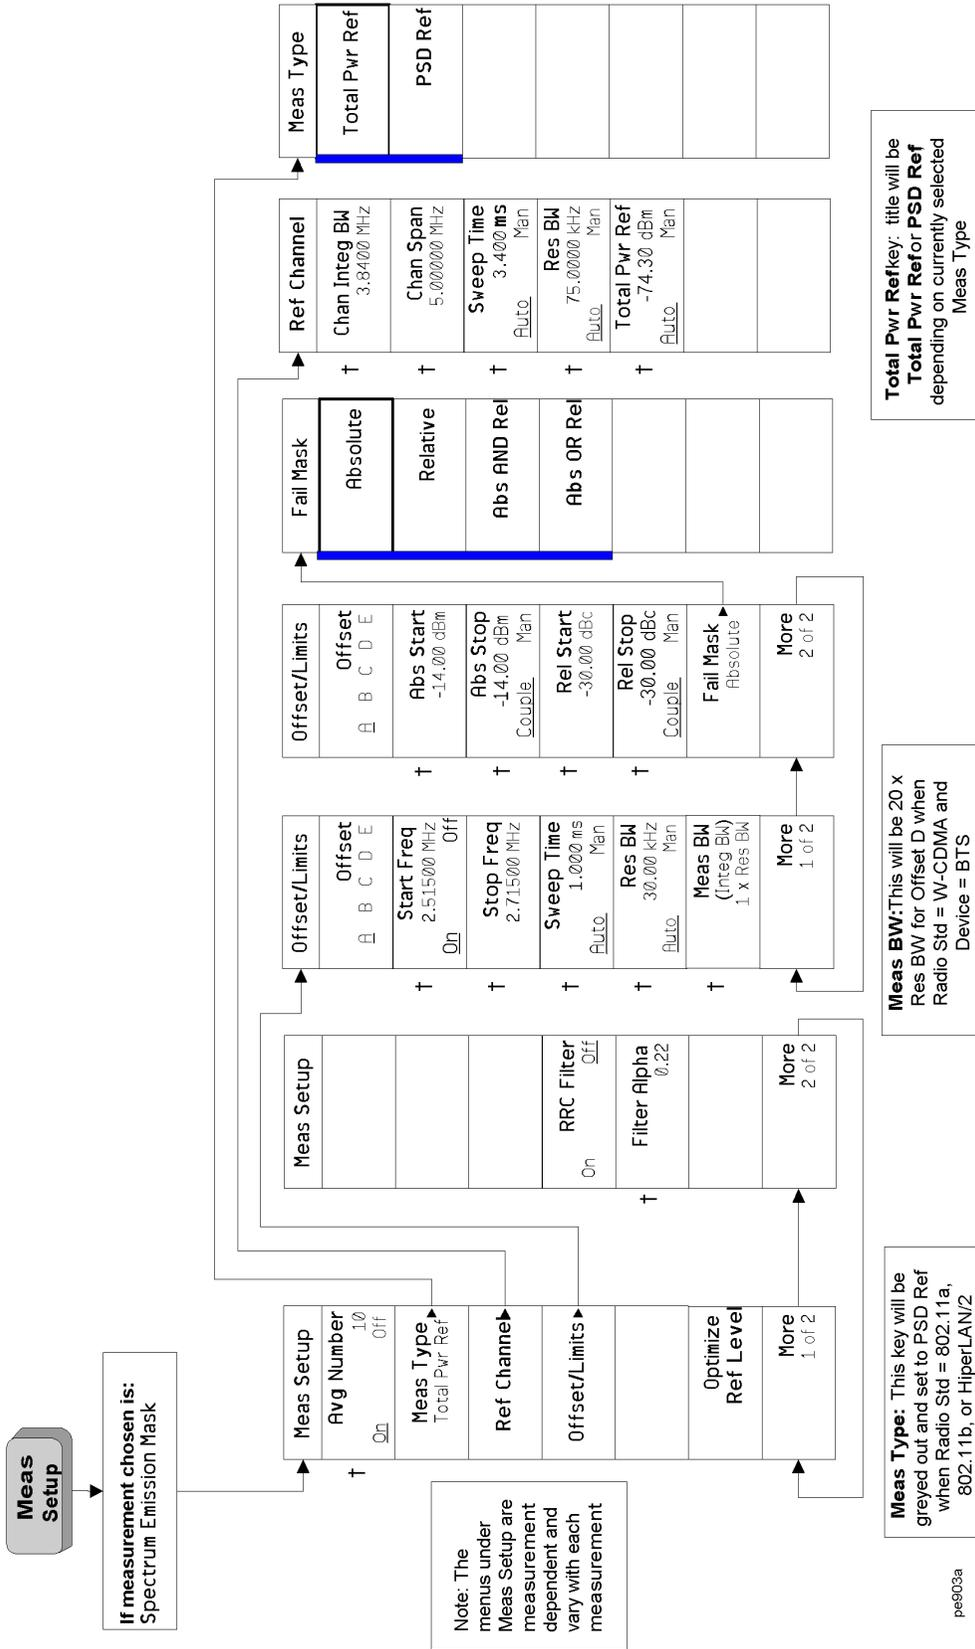 Meas
Setup
If measurement chosen is:
Spectrum Emission Mask
Note: The
menus under
Meas Setup are
measurement
dependent and
vary with each
measurement
Meas Setup
Avg Number
10
On Off
Meas Type
Total Pwr Ref
Ref Channel
Offset/Limits
Optimize
Ref Level
More
1 of 2
Meas Setup
RRC Filter
On Off
Filter Alpha
0.22
More
2 of 2
Offset/Limits
Offset
A B C D E
Start Freq
2.51500 MHz
On Off
Stop Freq
2.71500 MHz
Sweep Time
1.000 ms
Auto Man
Res BW
30.00 kHz
Auto Man
Meas BW
(Integ BW)
1 x Res BW
More
1 of 2
Offset/Limits
Offset
A B C D E
Abs Start
-14.00 dBm
Abs Stop
-14.00 dBm
Couple Man
Rel Start
-30.00 dBc
Rel Stop
-30.00 dBc
Couple Man
Fail Mask
Absolute
More
2 of 2
Fail Mask
Absolute
Relative
Abs AND Rel
Abs OR Rel
Ref Channel
Chan Integ BW
3.8400 MHz
Chan Span
5.00000 MHz
Sweep Time
3.400 ms
Auto Man
Res BW
75.0000 kHz
Auto Man
Total Pwr Ref
-74.30 dBm
Auto Man
Meas Type
Total Pwr Ref
PSD Ref
† † † † † † † † † † † † † † † †
Meas Type: This key will be
greyed out and set to PSD Ref
when Radio Std = 802.11a,
802.11b, or HiperLAN/2
Meas BW:This will be 20 x
Res BW for Offset D when
Radio Std = W-CDMA and
Device = BTS
Total Pwr Refkey: title will be
Total Pwr Refor PSD Ref
depending on currently selected
Meas Type
pe903a